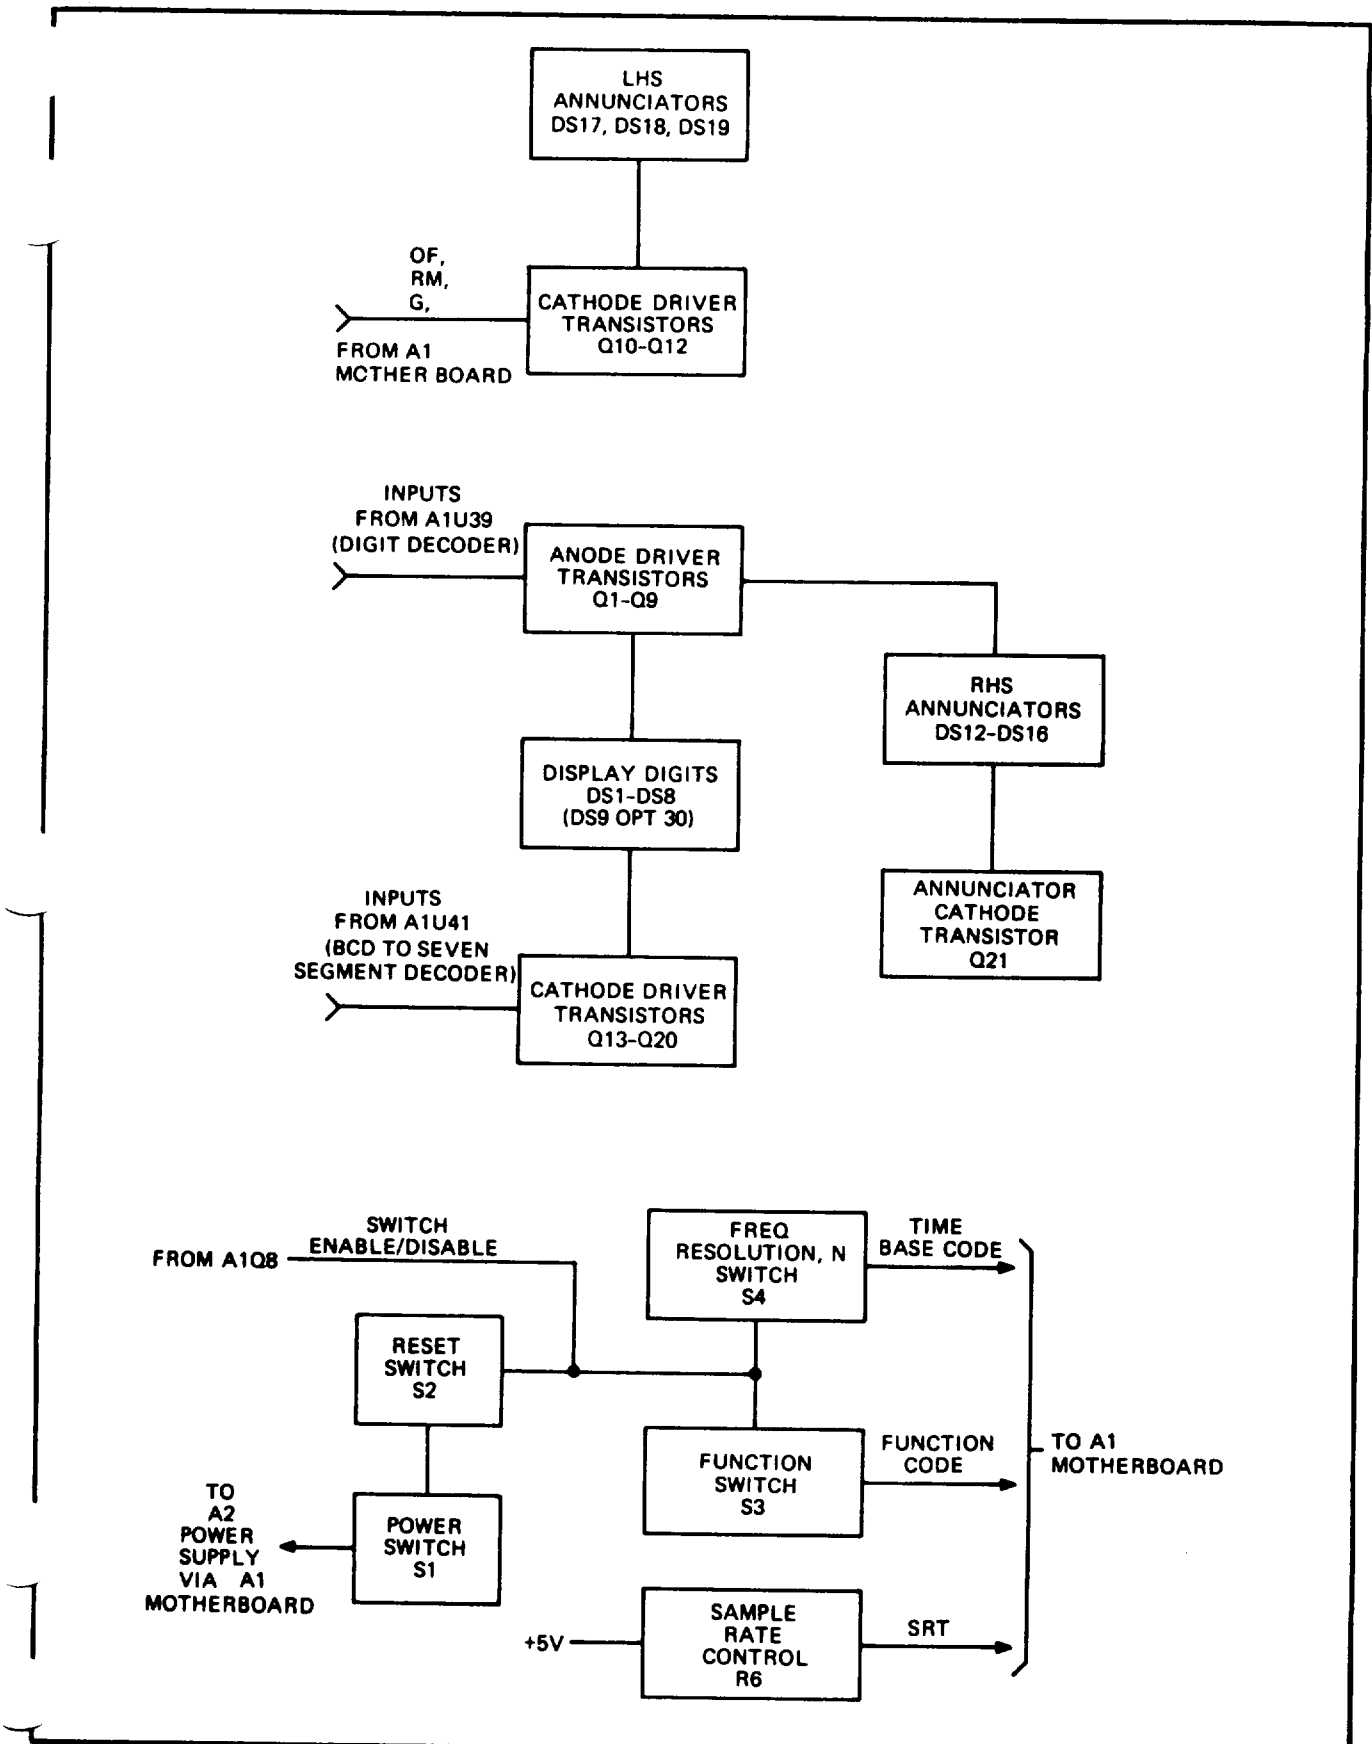 LHS
ANNUNCIATORS
DS17, DS18, DS19
OF,
RM,
G,
FROM A1
MOTHER BOARD
CATHODE DRIVER
TRANSISTORS
Q10-Q12
INPUTS
FROM A1U39
(DIGIT DECODER)
ANODE DRIVER
TRANSISTORS
Q1-Q9
RHS
ANNUNCIATORS
DS12-DS16
DISPLAY DIGITS
DS1-DS8
(DS9 OPT 30)
ANNUNCIATOR
CATHODE
TRANSISTOR
Q21
INPUTS
FROM A1U41
(BCD TO SEVEN
SEGMENT DECODER)
CATHODE DRIVER
TRANSISTORS
Q13-Q20
FROM A1Q8
SWITCH
ENABLE/DISABLE
FREQ
RESOLUTION, N
SWITCH
S4
TIME
BASE CODE
RESET
SWITCH
S2
FUNCTION
SWITCH
S3
FUNCTION
CODE
TO A1
MOTHERBOARD
TO
A2
POWER
SUPPLY
VIA A1
MOTHERBOARD
POWER
SWITCH
S1
+5V
SAMPLE
RATE
CONTROL
R6
SRT